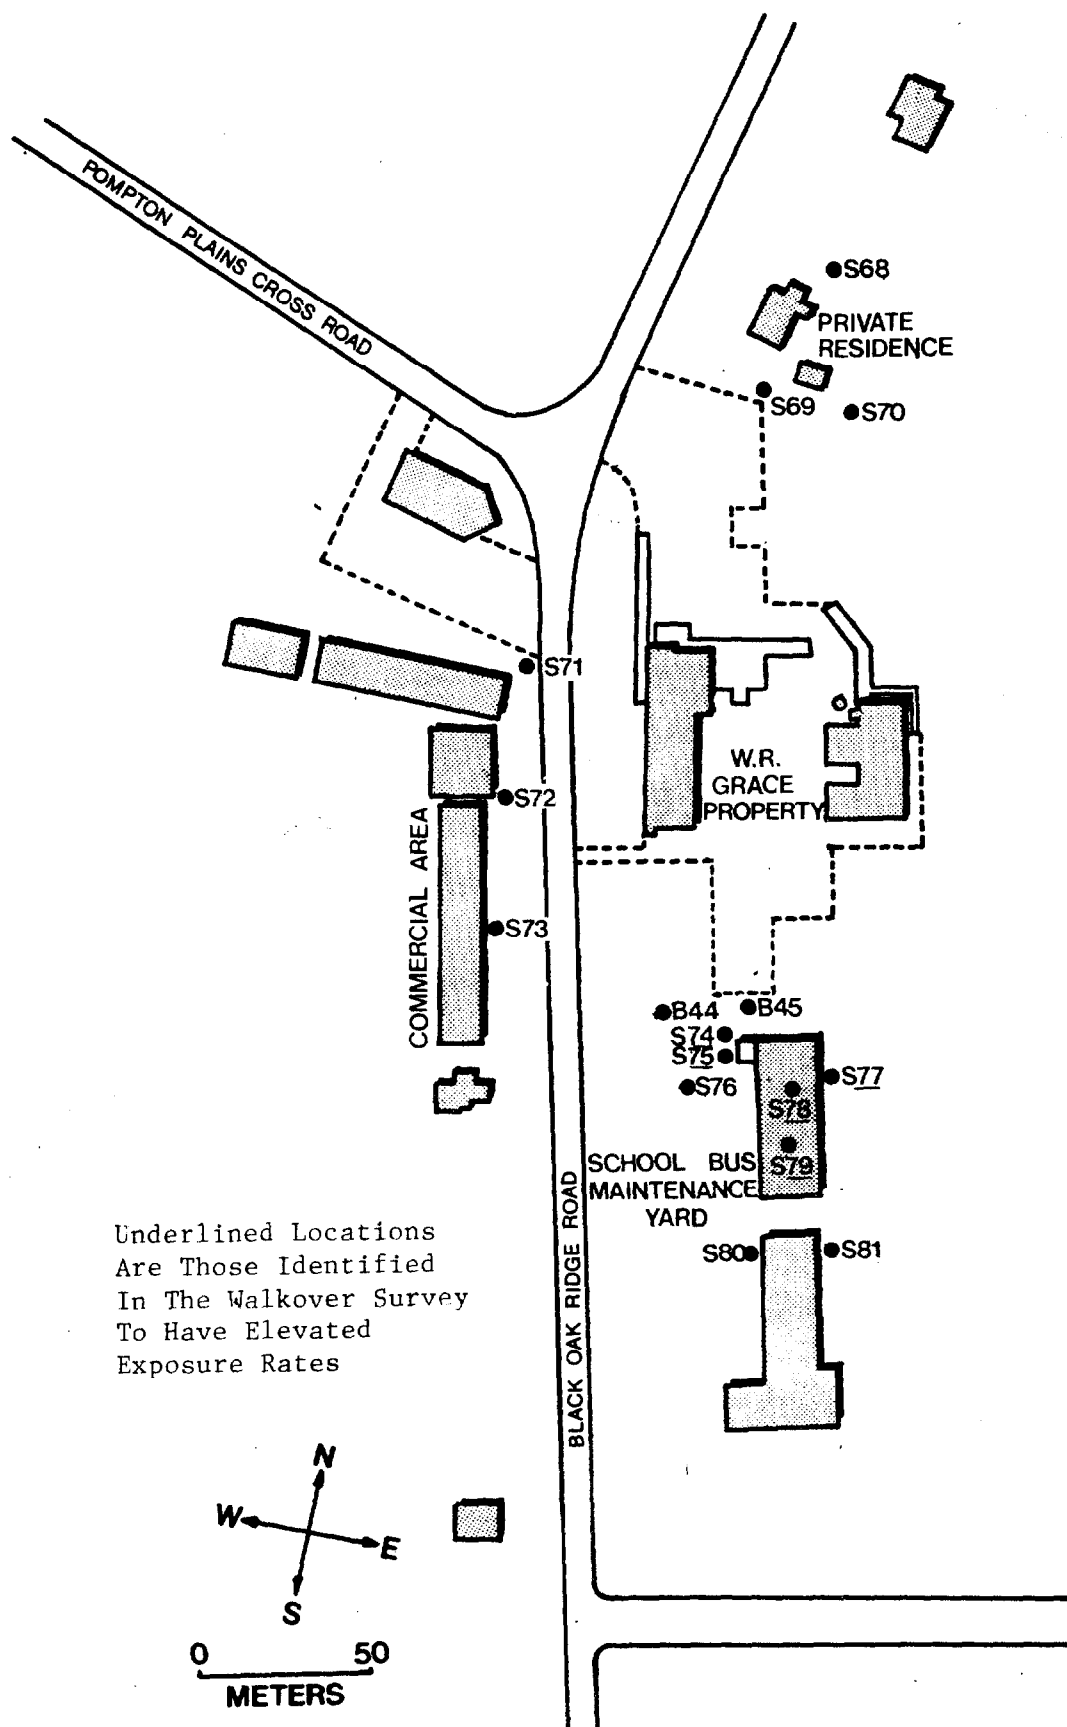 POMPTON PLAINS CROSS ROAD
S68
PRIVATE
RESIDENCE
S69
S70
S71
W.R.
GRACE
PROPERTY
S72
COMMERCIAL AREA
S73
B44
B45
S74
S75
S76
S77
S78
S79
SCHOOL BUS
MAINTENANCE
YARD
S80
S81
BLACK OAK RIDGE ROAD
Underlined Locations
Are Those Identified
In The Walkover Survey
To Have Elevated
Exposure Rates
N
W
E
S
0 50
METERS